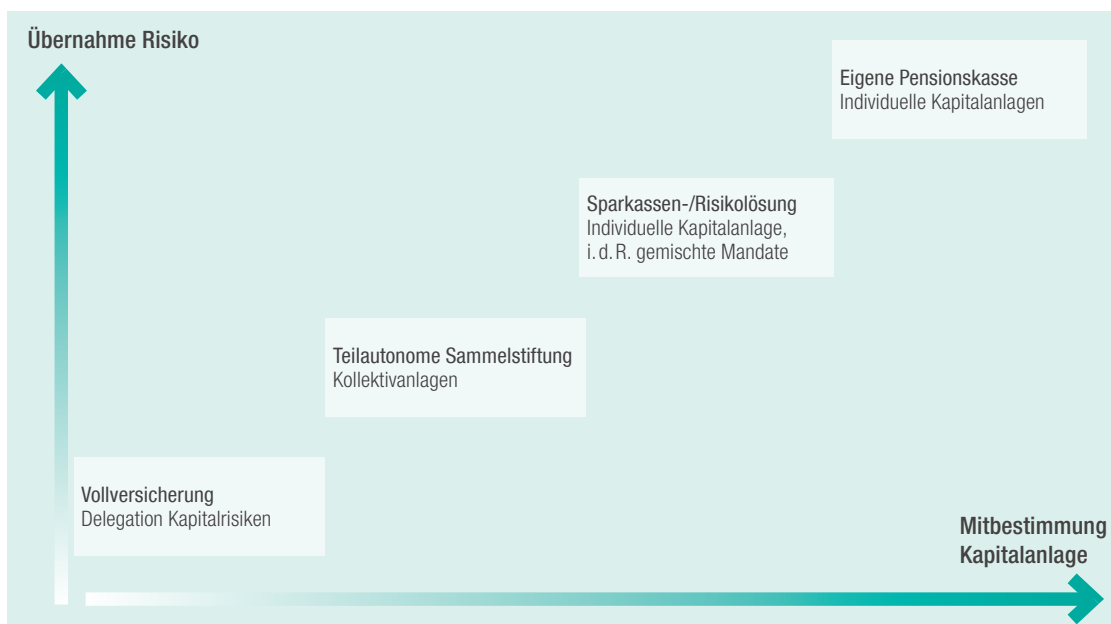 Übernahme Risiko
Eigene Pensionskasse
Individuelle Kapitalanlagen
Sparkassen-/Risikolösung
Individuelle Kapitalanlage,
i.d.R. gemischte Mandate
Teilautonome Sammelstiftung
Kollektivanlagen
Vollversicherung
Delegation Kapitalrisiken
Mitbestimmung
Kapitalanlage